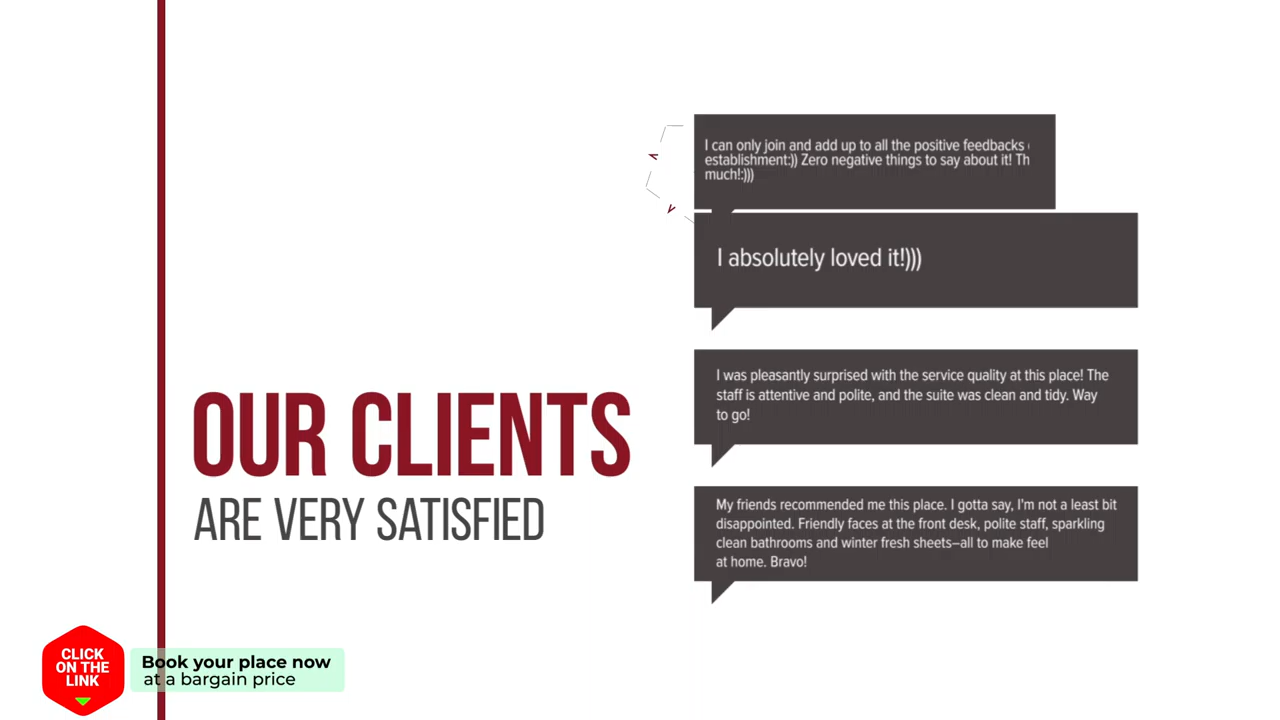 I can only join and add up to all the positive feedbacks
establishment:)) Zero negative things to say about it! Th
much!:)))
I absolutely loved it!)))
I was pleasantly surprised with the service quality at this place! The
staff is attentive and polite, and the suite was clean and tidy. Way
to go!
OUR CLIENTS
ARE VERY SATISFIED
My friends recommended me this place. I gotta say, I'm not a least bit
disappointed. Friendly faces at the front desk, polite staff, sparkling
clean bathrooms and winter fresh sheets—all to make feel
at home. Bravo!
CLICK
ON THE
LINK
Book your place now
at a bargain price